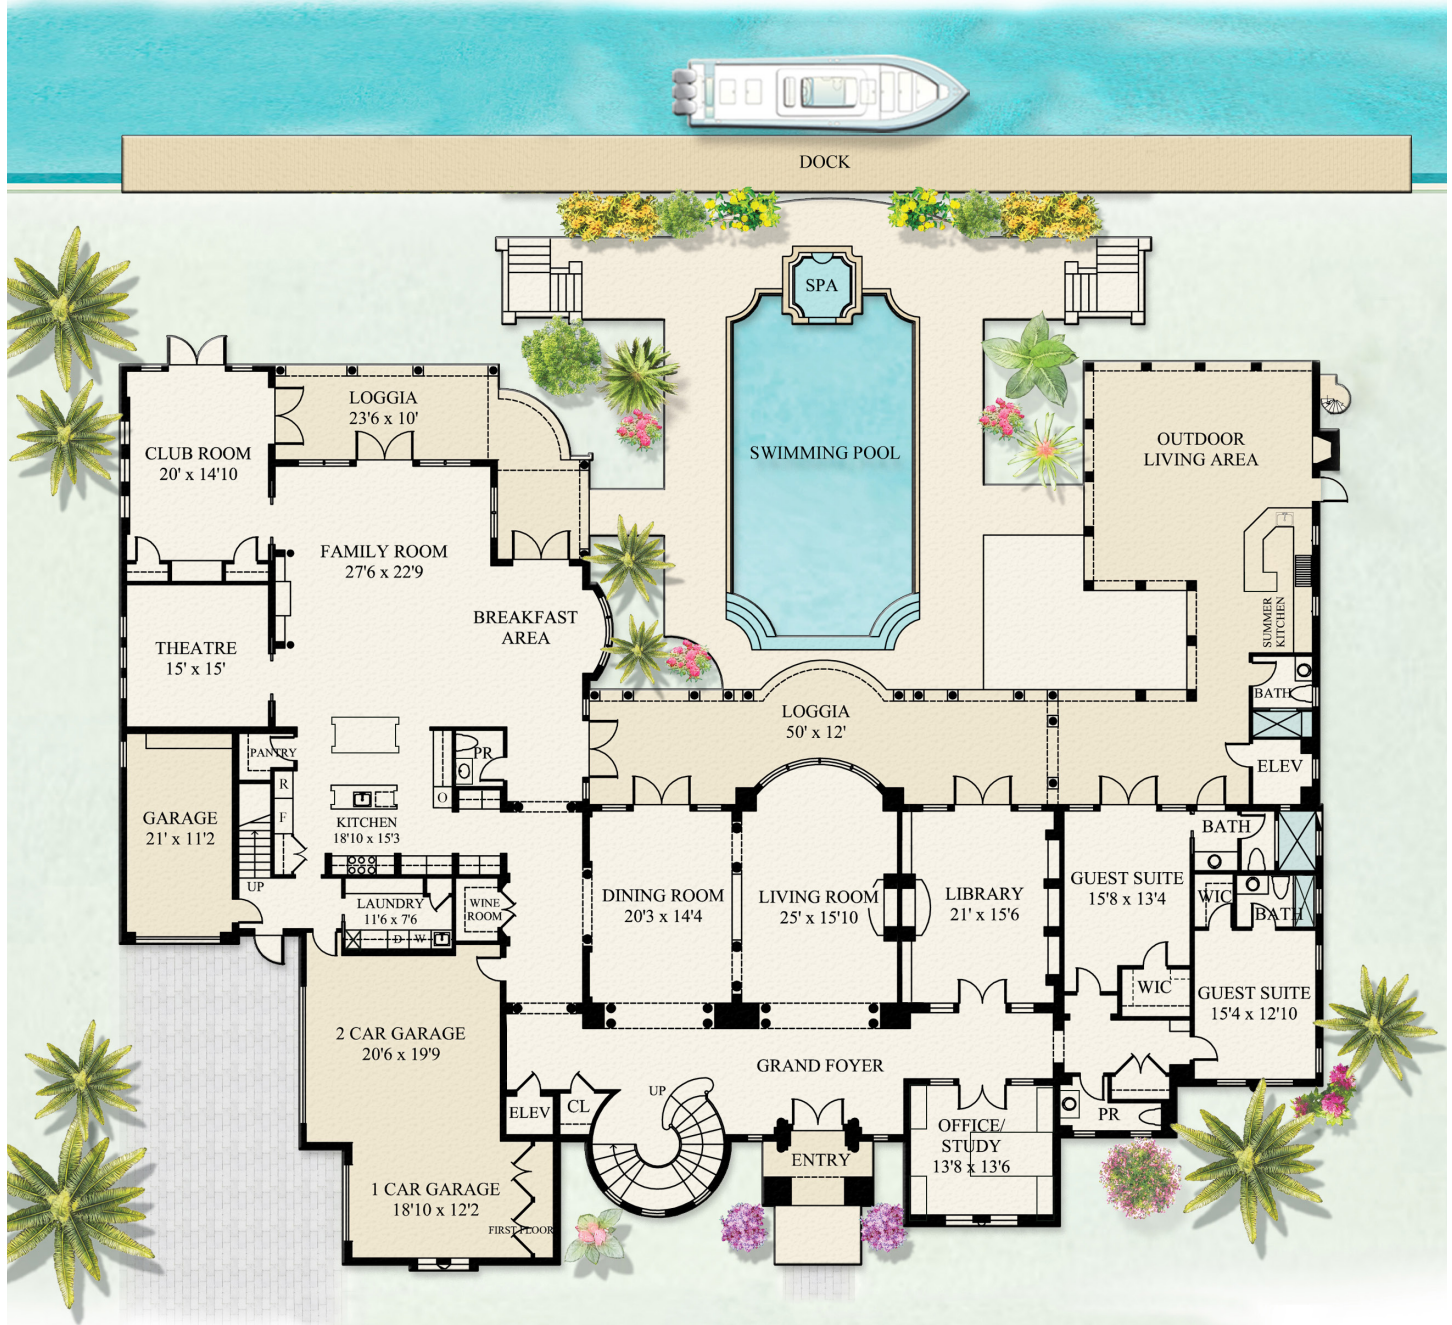 DOCK
SPA
LOGGIA
23'6 x 10'
CLUB ROOM
20' x 14'10
SWIMMING POOL
OUTDOOR
LIVING AREA
FAMILY ROOM
27'6 x 22'9
BREAKFAST
AREA
SUMMER
KITCHEN
THEATRE
15' x 15'
BATH
LOGGIA
50' x 12'
PANTRY
PR
ELEV
R
F
O
GARAGE
21' x 11'2
KITCHEN
18'10 x 15'3
BATH
UP
LAUNDRY
11'6 x 7'6
D
W
WINE
ROOM
DINING ROOM
20'3 x 14'4
LIVING ROOM
25' x 15'10
LIBRARY
21' x 15'6
GUEST SUITE
15'8 x 13'4
WIC
BATH
WIC
GUEST SUITE
15'4 x 12'10
2 CAR GARAGE
20'6 x 19'9
GRAND FOYER
UP
ELEV
CL
PR
OFFICE/
STUDY
13'8 x 13'6
ENTRY
1 CAR GARAGE
18'10 x 12'2
FIRST FLOOR